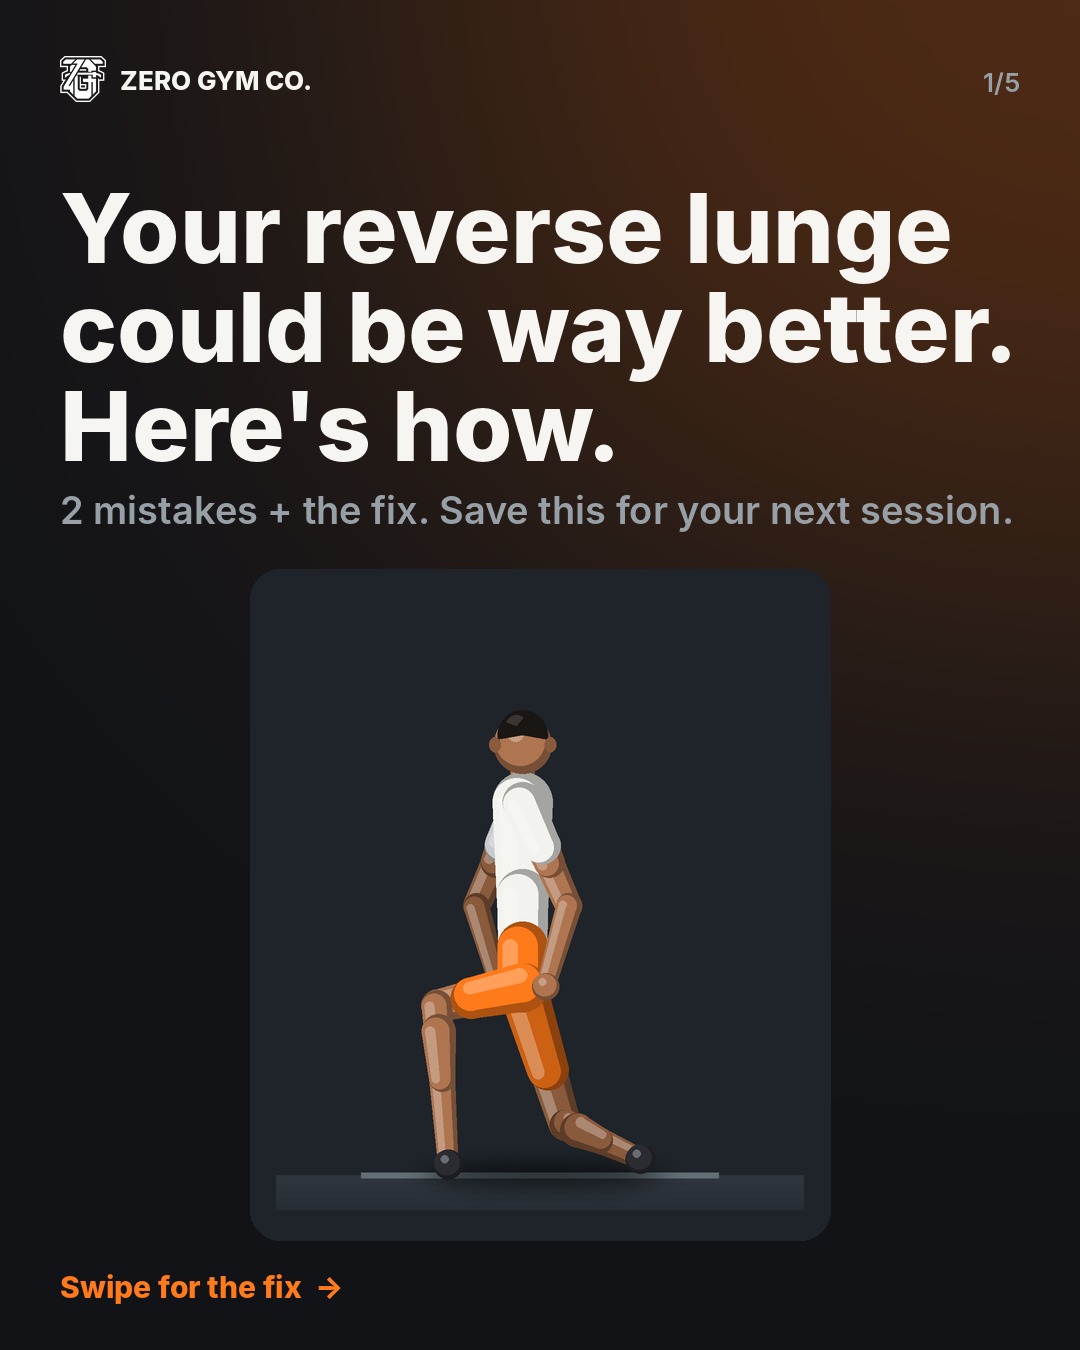 ZERO GYM CO.
1/5
Your reverse lunge
could be way better.
Here's how.
2 mistakes + the fix. Save this for your next session.
Swipe for the fix →